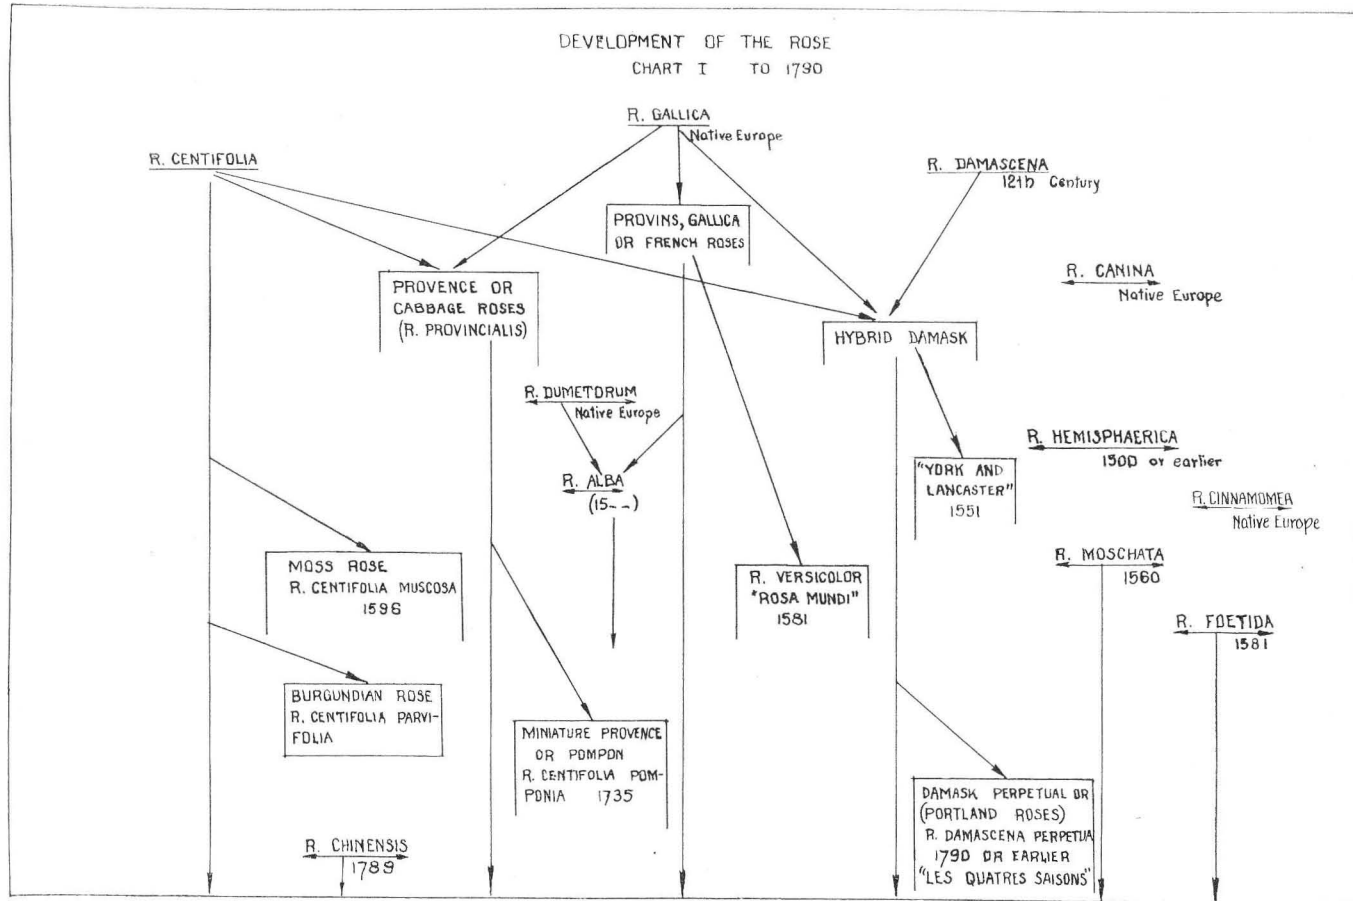 DEVELOPMENT OF THE ROSE
CHART I TO 1790
R. GALLICA
Native Europe
R. CENTIFOLIA
R. DAMASCENA
12th Century
PROVINS, GALLICA
OR FRENCH ROSES
R. CANINA
Native Europe
PROVENCE OR
CABBAGE ROSES
(R. PROVINCIALIS)
HYBRID DAMASK
R. DUMETORUM
Native Europe
R. HEMISPHAERICA
1500 or earlier
"YORK AND
LANCASTER"
1551
R. ALBA
(15--)
R. CINNAMOMEA
Native Europe
MOSS ROSE
R. CENTIFOLIA MUSCOSA
1596
R. VERSICOLOR
"ROSA MUNDI"
1581
R. MOSCHATA
1560
R. FOETIDA
1581
BURGUNDIAN ROSE
R. CENTIFOLIA PARVI-
FOLIA
MINIATURE PROVENCE
OR POMPON
R. CENTIFOLIA POM-
PONIA 1735
DAMASK PERPETUAL OR
(PORTLAND ROSES)
R. DAMASCENA PERPETUA
1790 OR EARLIER
"LES QUATRES SAISONS"
R. CHINENSIS
1789